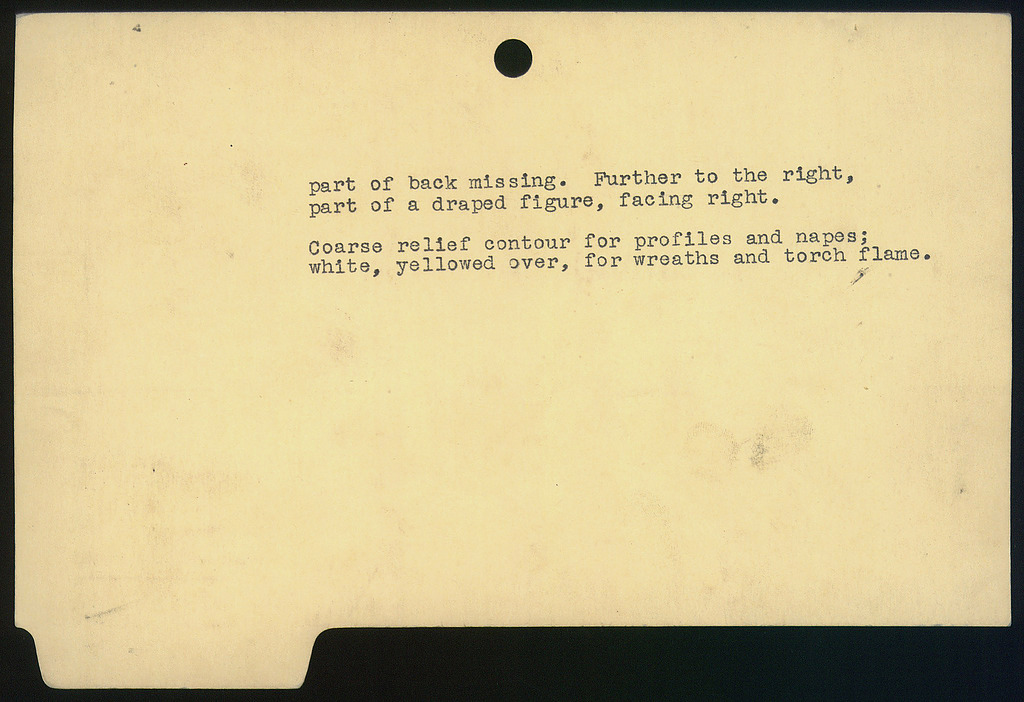 part of back missing.  Further to the right,
part of a draped figure, facing right.
Coarse relief contour for profiles and napes;
white, yellowed over, for wreaths and torch flame.